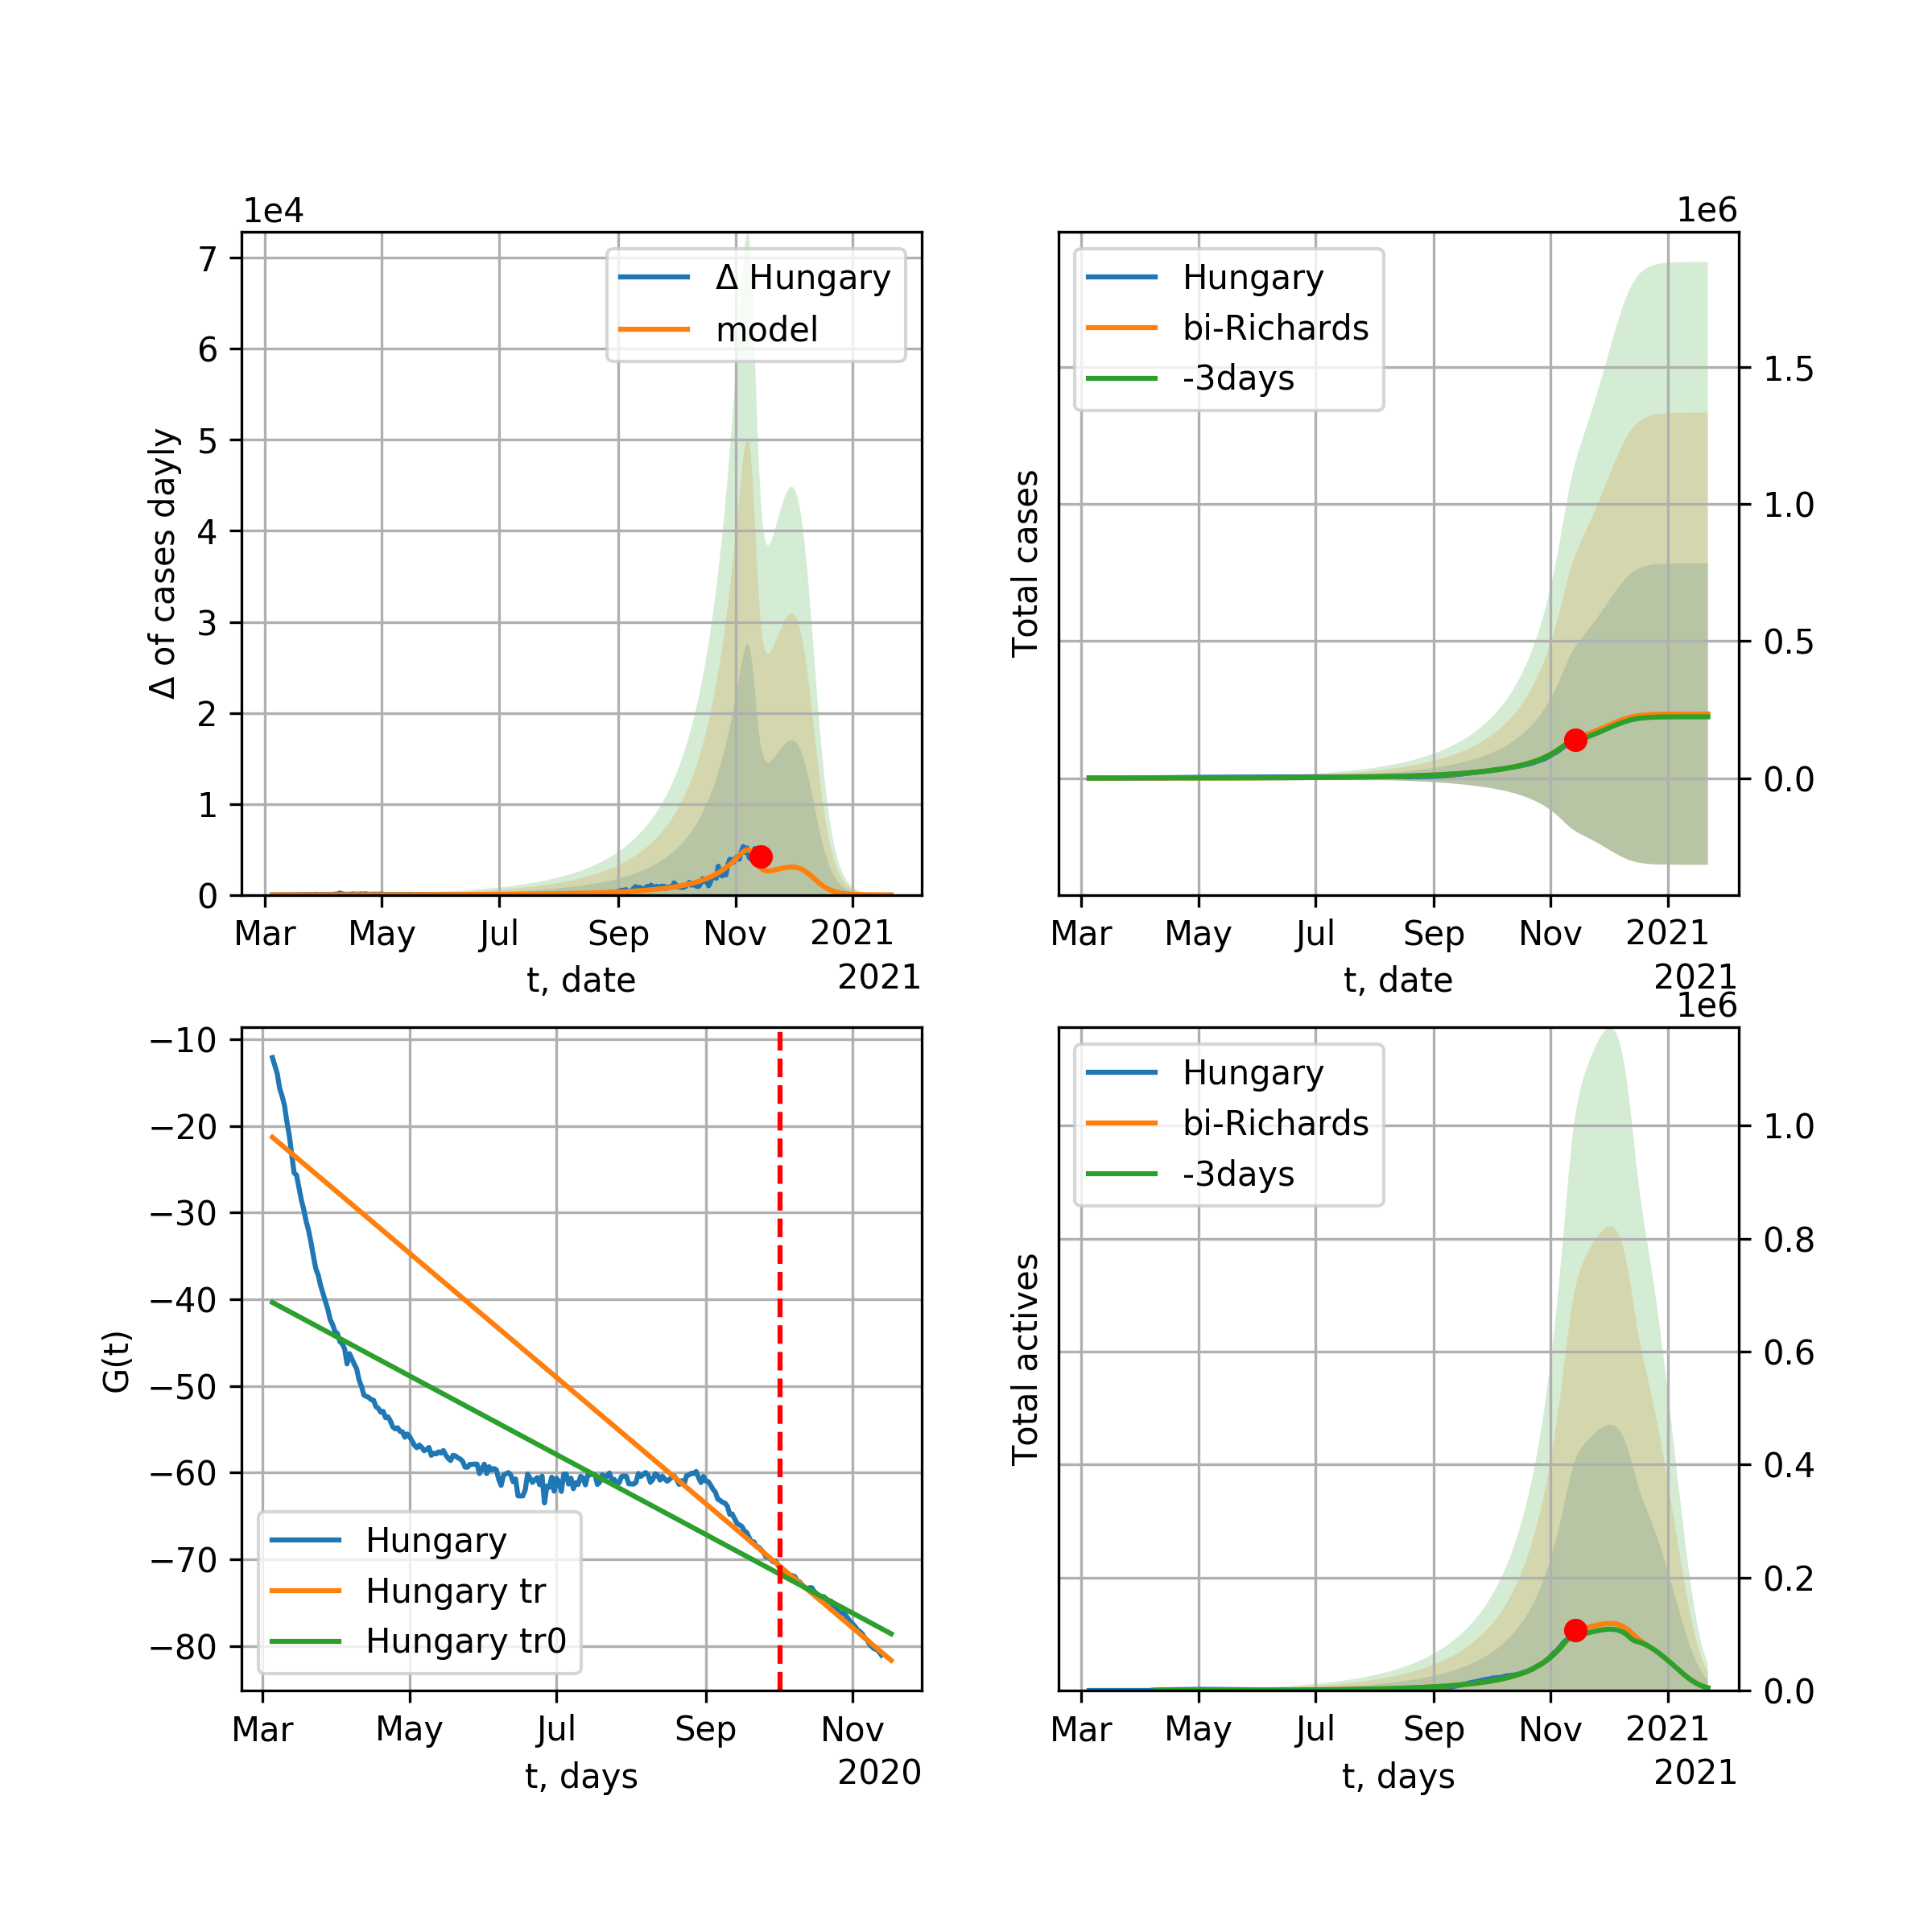 1e4
Δ of cases dayly
7
6
5
4
3
2
1
0
Δ Hungary
model
Mar May Jul Sep Nov 2021
t, date
2021
1e6
Total cases
Hungary
bi-Richards
-3days
1.5
1.0
0.5
0.0
Mar May Jul Sep Nov 2021
t, date
2021
G(t)
−10
−20
−30
−40
−50
−60
−70
−80
Hungary
Hungary tr
Hungary tr0
Mar May Jul Sep Nov
t, days
2020
1e6
Total actives
Hungary
bi-Richards
-3days
1.0
0.8
0.6
0.4
0.2
0.0
Mar May Jul Sep Nov 2021
t, days
2021